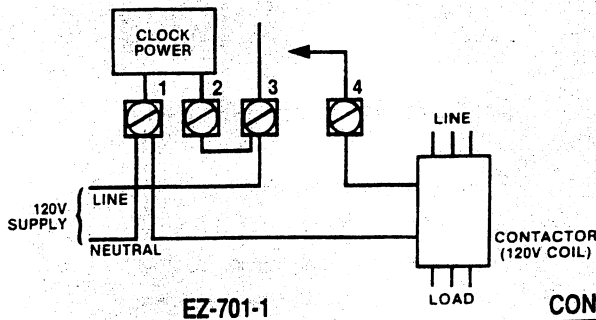 CLOCK
POWER
1 2 3 4
LINE
LINE
120V
SUPPLY
NEUTRAL
CONTACTOR
(120V COIL)
LOAD
EZ-701-1
CON